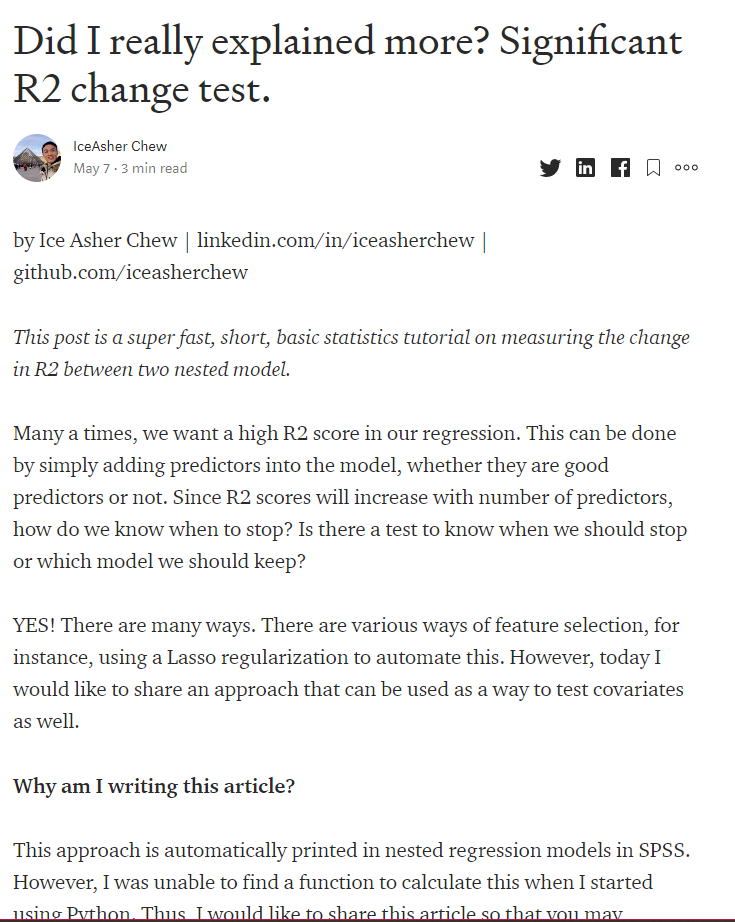 Did I really explained more? Significant
R2 change test.
IceAsher Chew
May 7 · 3 min read
by Ice Asher Chew | linkedin.com/in/iceasherchew |
github.com/iceasherchew
This post is a super fast, short, basic statistics tutorial on measuring the change
in R2 between two nested model.
Many a times, we want a high R2 score in our regression. This can be done
by simply adding predictors into the model, whether they are good
predictors or not. Since R2 scores will increase with number of predictors,
how do we know when to stop? Is there a test to know when we should stop
or which model we should keep?
YES! There are many ways. There are various ways of feature selection, for
instance, using a Lasso regularization to automate this. However, today I
would like to share an approach that can be used as a way to test covariates
as well.
Why am I writing this article?
This approach is automatically printed in nested regression models in SPSS.
However, I was unable to find a function to calculate this when I started
using Python. Thus, I would like to share this article so that you may